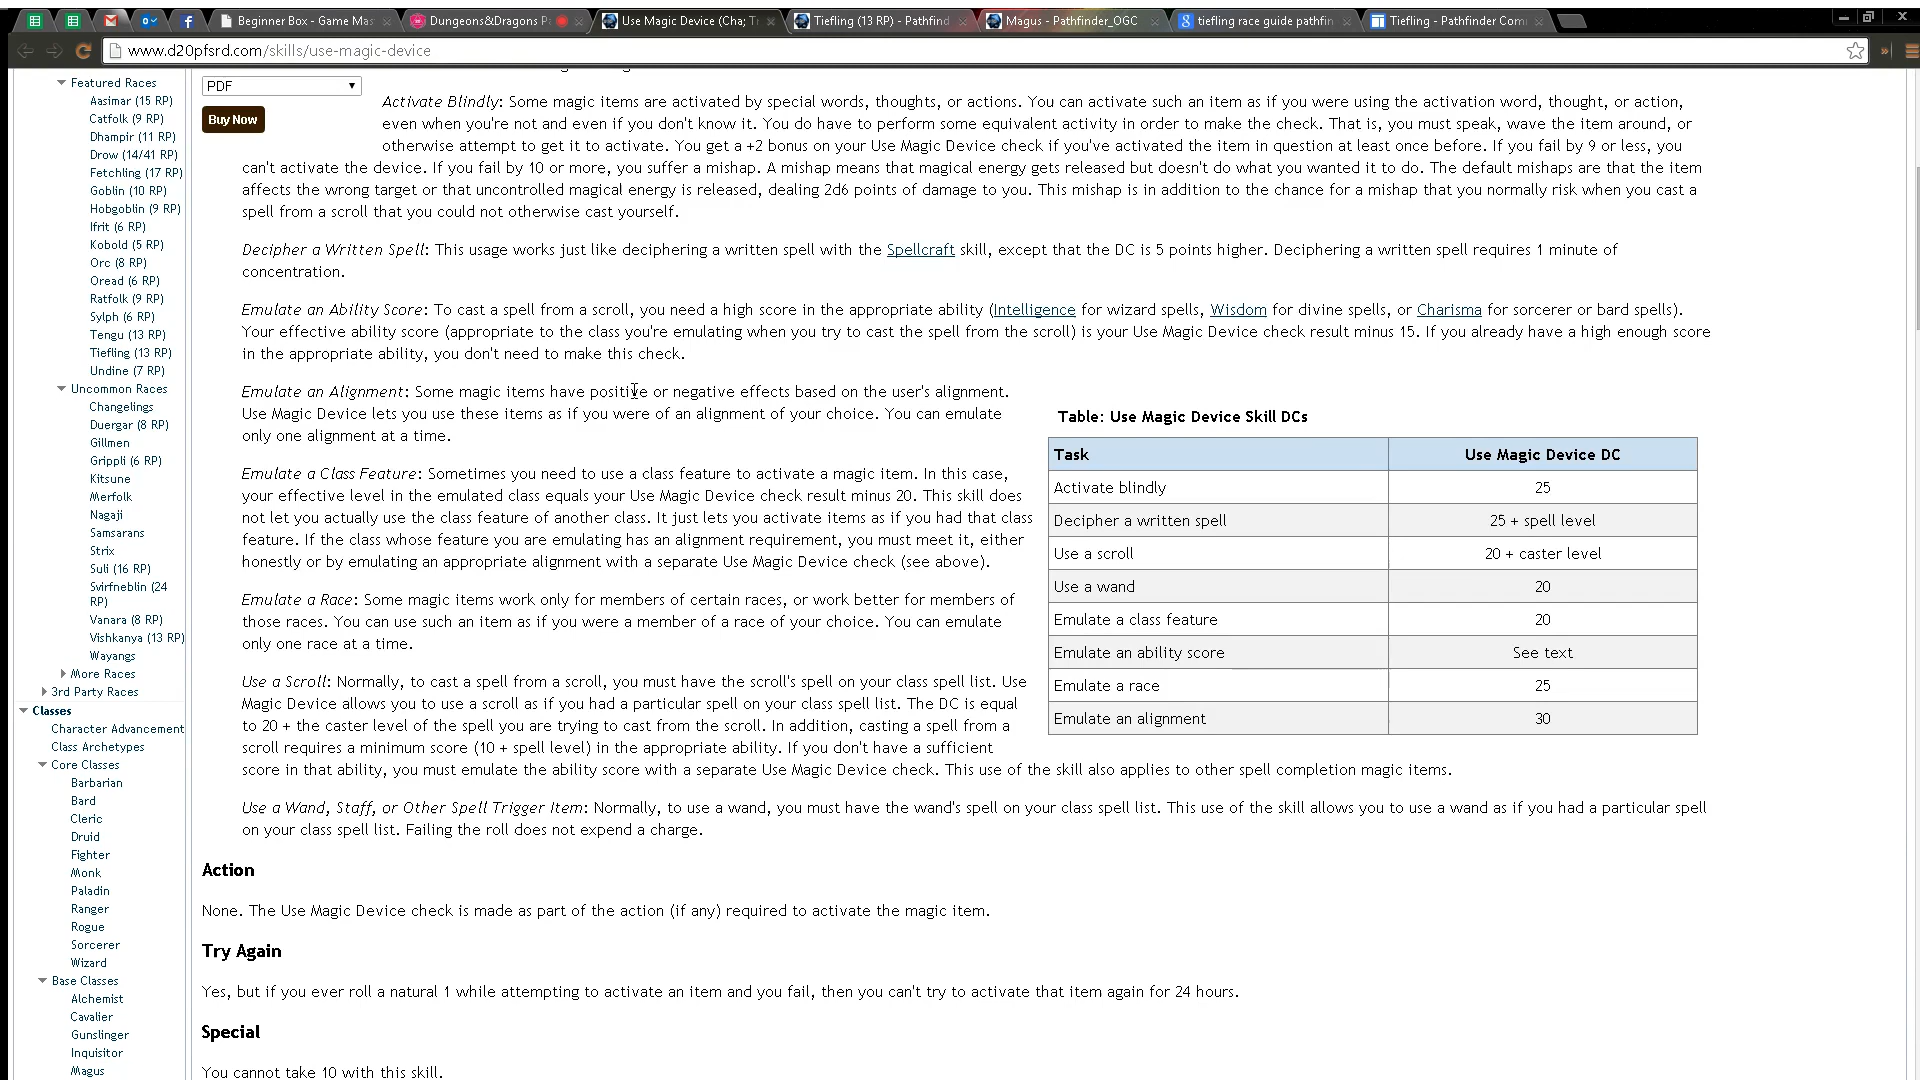 Beginner Box - Game Mas
Dungeons&Dragons P
Use Magic Device (Cha; Tr
Tiefling (13 RP) - Pathfind
Magus - Pathfinder_OGC
tiefling race guide pathfin
Tiefling - Pathfinder Com
www.d20pfsrd.com/skills/use-magic-device
Featured Races
Aasimar (15 RP)
Catfolk (9 RP)
Dhampir (11 RP)
Drow (14/41 RP)
Fetchling (17 RP)
Goblin (10 RP)
Hobgoblin (9 RP)
Ifrit (6 RP)
Kobold (5 RP)
Orc (8 RP)
Oread (6 RP)
Ratfolk (9 RP)
Sylph (6 RP)
Tengu (13 RP)
Tiefling (13 RP)
Undine (7 RP)
Uncommon Races
Changelings
Duergar (8 RP)
Gillmen
Grippli (6 RP)
Kitsune
Merfolk
Nagaji
Samsarans
Strix
Suli (16 RP)
Svirfneblin (24
RP)
Vanara (8 RP)
Vishkanya (13 RP)
Wayangs
More Races
3rd Party Races
Classes
Character Advancement
Class Archetypes
Core Classes
Barbarian
Bard
Cleric
Druid
Fighter
Monk
Paladin
Ranger
Rogue
Sorcerer
Wizard
Base Classes
Alchemist
Cavalier
Gunslinger
Inquisitor
Magus
PDF
Buy Now
Activate Blindly: Some magic items are activated by special words, thoughts, or actions. You can activate such an item as if you were using the activation word, thought, or action,
even when you're not and even if you don't know it. You do have to perform some equivalent activity in order to make the check. That is, you must speak, wave the item around, or
otherwise attempt to get it to activate. You get a +2 bonus on your Use Magic Device check if you've activated the item in question at least once before. If you fail by 9 or less, you
can't activate the device. If you fail by 10 or more, you suffer a mishap. A mishap means that magical energy gets released but doesn't do what you wanted it to do. The default mishaps are that the item
affects the wrong target or that uncontrolled magical energy is released, dealing 2d6 points of damage to you. This mishap is in addition to the chance for a mishap that you normally risk when you cast a
spell from a scroll that you could not otherwise cast yourself.
Decipher a Written Spell: This usage works just like deciphering a written spell with the Spellcraft skill, except that the DC is 5 points higher. Deciphering a written spell requires 1 minute of
concentration.
Emulate an Ability Score: To cast a spell from a scroll, you need a high score in the appropriate ability (Intelligence for wizard spells, Wisdom for divine spells, or Charisma for sorcerer or bard spells).
Your effective ability score (appropriate to the class you're emulating when you try to cast the spell from the scroll) is your Use Magic Device check result minus 15. If you already have a high enough score
in the appropriate ability, you don't need to make this check.
Emulate an Alignment: Some magic items have positive or negative effects based on the user's alignment.
Use Magic Device lets you use these items as if you were of an alignment of your choice. You can emulate
only one alignment at a time.
Emulate a Class Feature: Sometimes you need to use a class feature to activate a magic item. In this case,
your effective level in the emulated class equals your Use Magic Device check result minus 20. This skill does
not let you actually use the class feature of another class. It just lets you activate items as if you had that class
feature. If the class whose feature you are emulating has an alignment requirement, you must meet it, either
honestly or by emulating an appropriate alignment with a separate Use Magic Device check (see above).
Emulate a Race: Some magic items work only for members of certain races, or work better for members of
those races. You can use such an item as if you were a member of a race of your choice. You can emulate
only one race at a time.
Use a Scroll: Normally, to cast a spell from a scroll, you must have the scroll's spell on your class spell list. Use
Magic Device allows you to use a scroll as if you had a particular spell on your class spell list. The DC is equal
to 20 + the caster level of the spell you are trying to cast from the scroll. In addition, casting a spell from a
scroll requires a minimum score (10 + spell level) in the appropriate ability. If you don't have a sufficient
score in that ability, you must emulate the ability score with a separate Use Magic Device check. This use of the skill also applies to other spell completion magic items.
Table: Use Magic Device Skill DCs
Task Use Magic Device DC
Activate blindly 25
Decipher a written spell 25 + spell level
Use a scroll 20 + caster level
Use a wand 20
Emulate a class feature 20
Emulate an ability score See text
Emulate a race 25
Emulate an alignment 30
Use a Wand, Staff, or Other Spell Trigger Item: Normally, to use a wand, you must have the wand's spell on your class spell list. This use of the skill allows you to use a wand as if you had a particular spell
on your class spell list. Failing the roll does not expend a charge.
Action
None. The Use Magic Device check is made as part of the action (if any) required to activate the magic item.
Try Again
Yes, but if you ever roll a natural 1 while attempting to activate an item and you fail, then you can't try to activate that item again for 24 hours.
Special
You cannot take 10 with this skill.